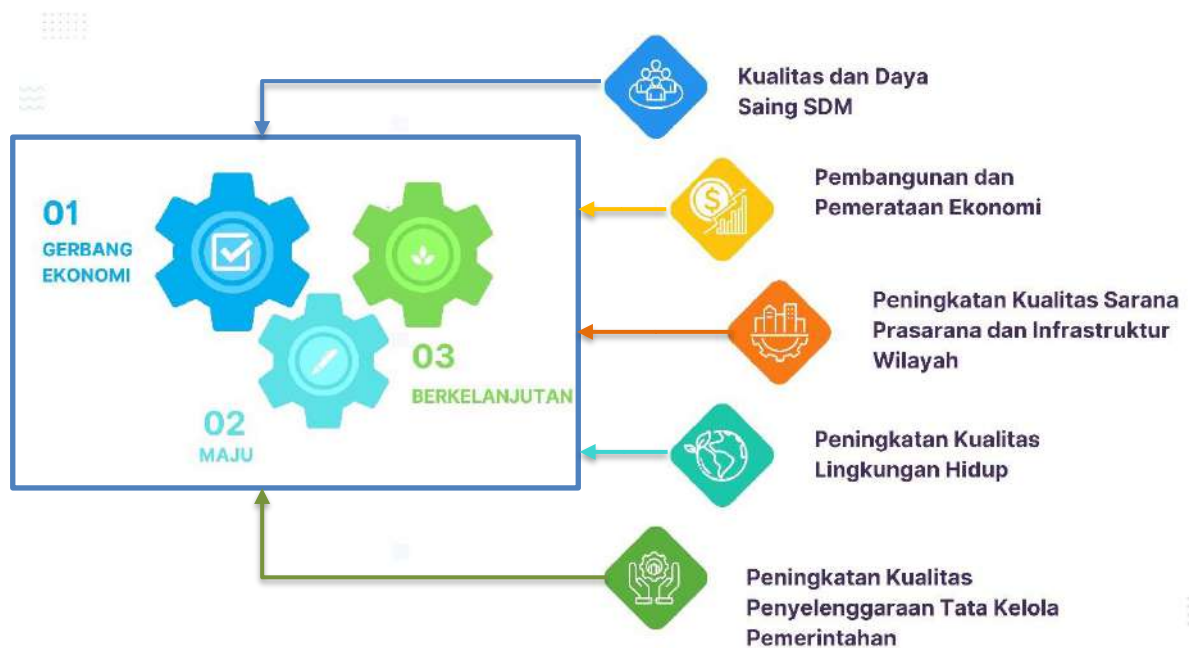 01
GERBANG
EKONOMI
02
MAJU
03
BERKELANJUTAN
Kualitas dan Daya
Saing SDM
Pembangunan dan
Pemerataan Ekonomi
Peningkatan Kualitas Sarana
Prasarana dan Infrastruktur
Wilayah
Peningkatan Kualitas
Lingkungan Hidup
Peningkatan Kualitas
Penyelenggaraan Tata Kelola
Pemerintahan